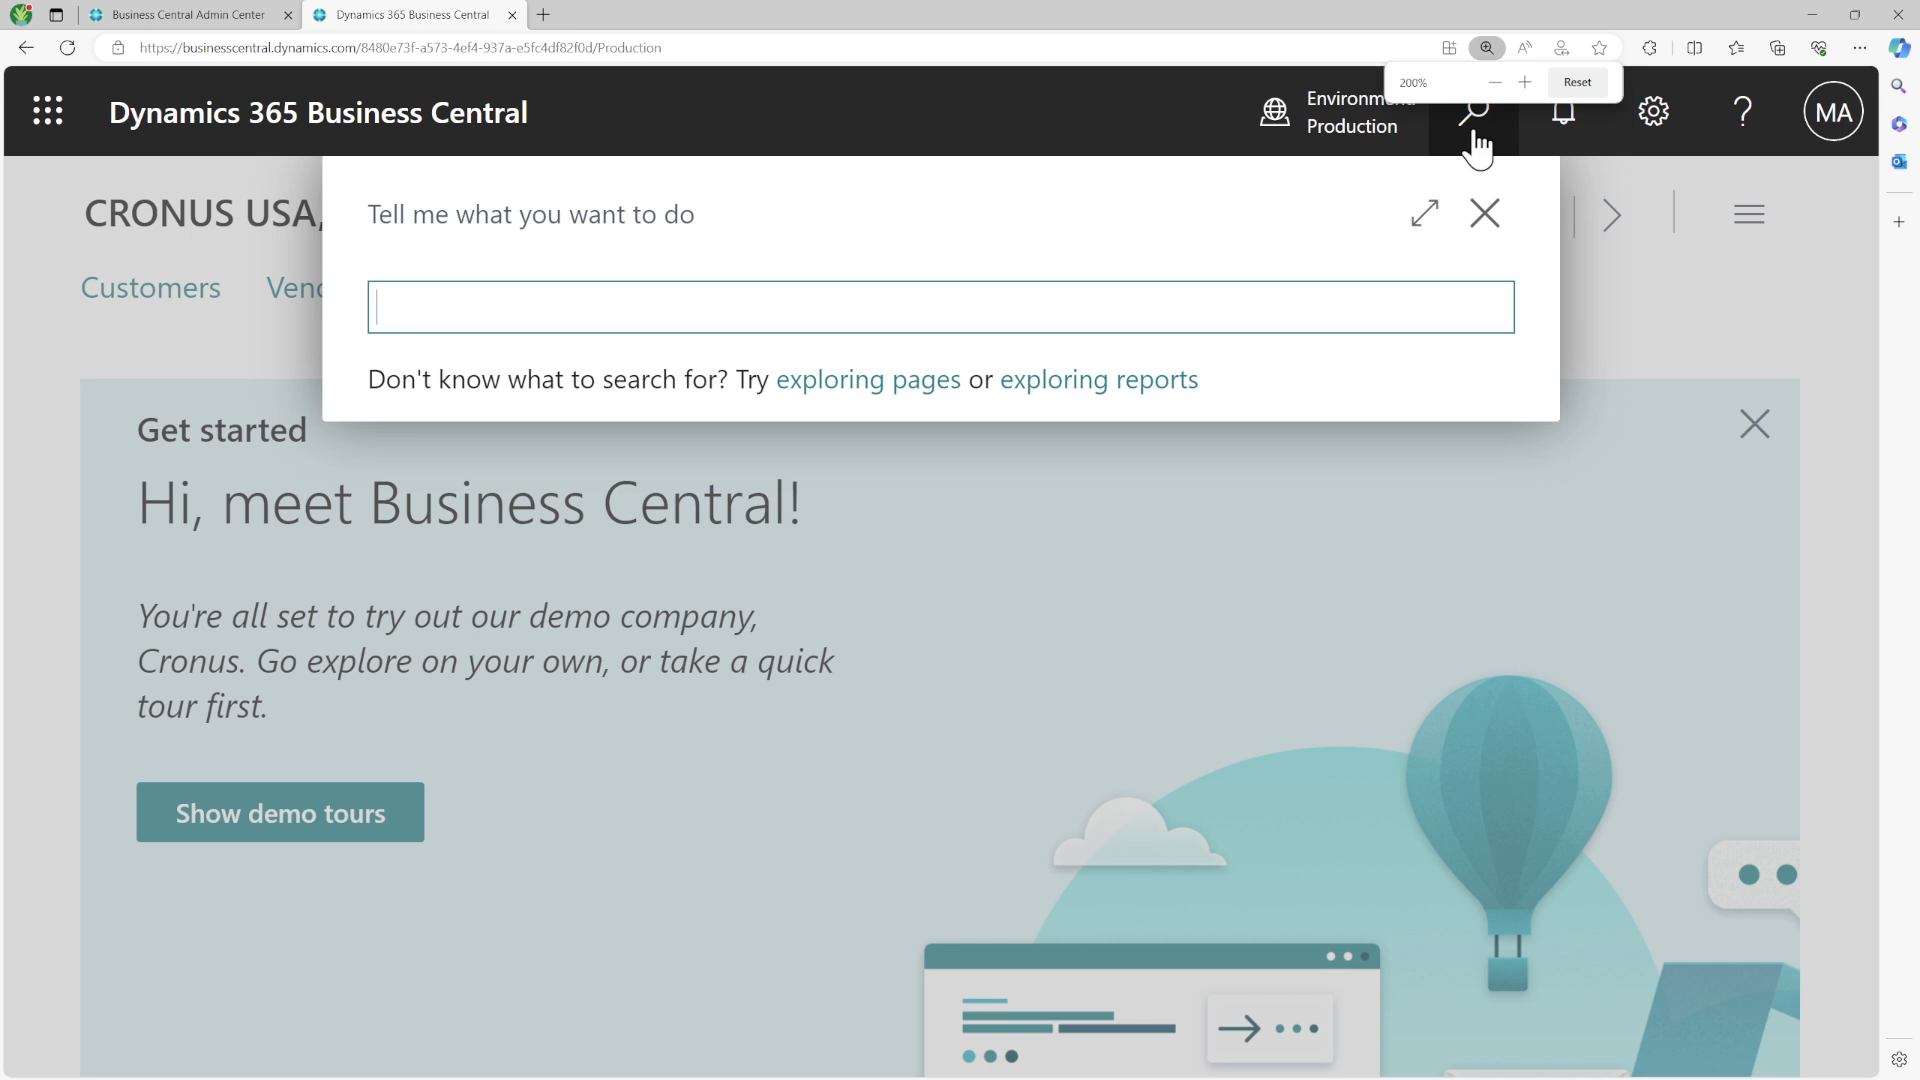 Business Central Admin Center
Dynamics 365 Business Central
https://businesscentral.dynamics.com/8480e73f-a573-4ef4-937a-e5fc4df82f0d/Production
200%
Reset
Dynamics 365 Business Central
Environm
Production
MA
CRONUS USA,
Tell me what you want to do
Customers
Vend
Don't know what to search for? Try exploring pages or exploring reports
Get started
Hi, meet Business Central!
You're all set to try out our demo company,
Cronus. Go explore on your own, or take a quick
tour first.
Show demo tours